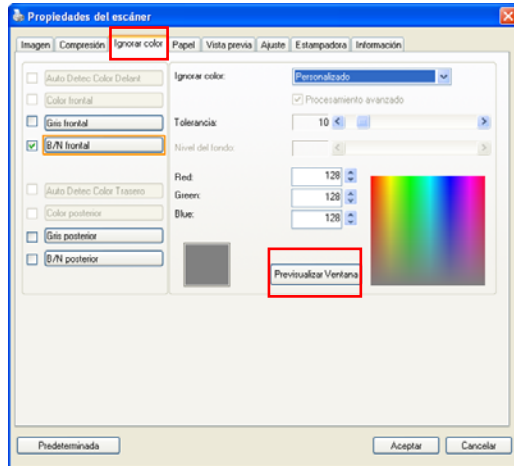 Propiedades del escáner
Imagen Compresión Ignorar color Papel Vista previa Ajuste Estampadora Información
Auto Detec Color Delant
Color frontal
Gris frontal
B/N frontal
Auto Detec Color Trasero
Color posterior
Gris posterior
B/N posterior
Ignorar color: Personalizado
Procesamiento avanzado
Tolerancia: 10
Nivel del fondo:
Red: 128
Green: 128
Blue: 128
Previsualizar Ventana
Predeterminada Aceptar Cancelar